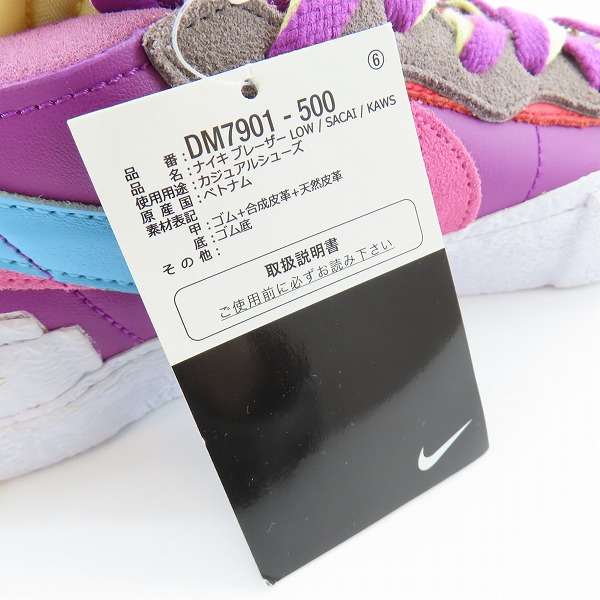 ⑥
品番：DM7901 - 500
品名：ナイキ ブレーザー LOW / SACAI / KAWS
使用用途：カジュアルシューズ
原産国：ベトナム
素材表記
甲：ゴム+合成皮革+天然皮革
底：ゴム底
その他：
取扱説明書
ご使用前に必ずお読み下さい